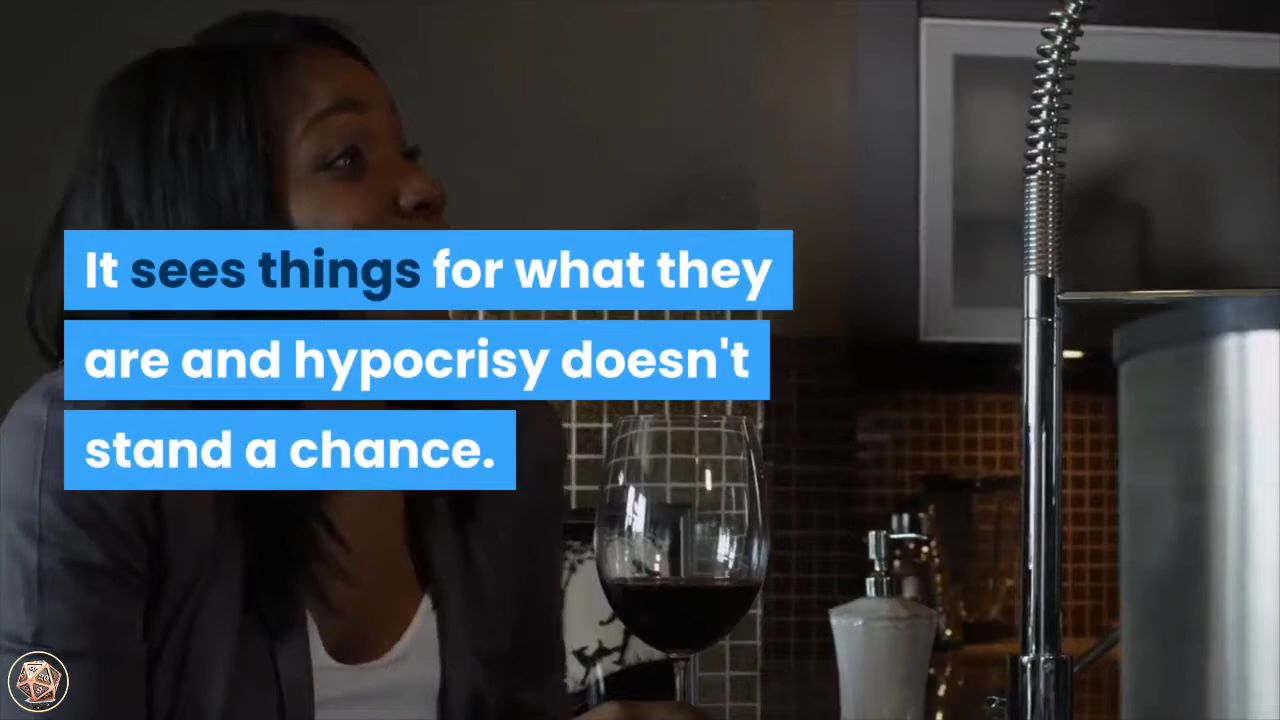 It sees things for what they
are and hypocrisy doesn't
stand a chance.